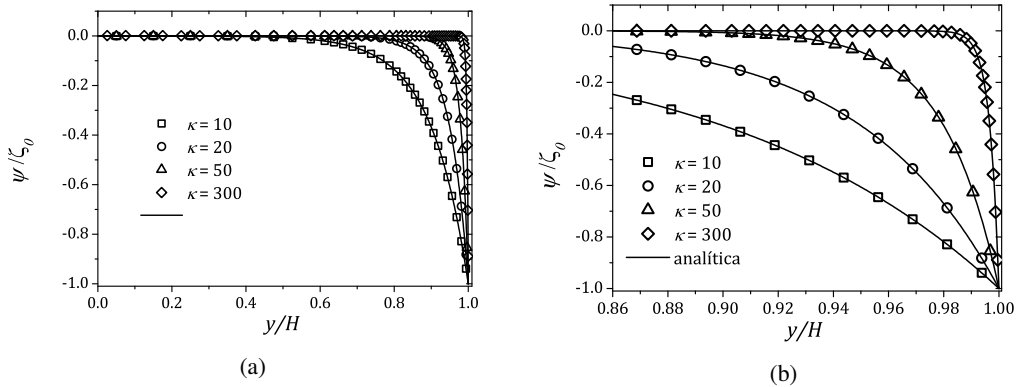 0.0
-0.2
-0.4
-0.6
-0.8
-1.0
ψ/ζ0
κ = 10
κ = 20
κ = 50
κ = 300
0.0 0.2 0.4 0.6 0.8 1.0
y/H
(a)
0.0
-0.2
-0.4
-0.6
-0.8
-1.0
ψ/ζ0
κ = 10
κ = 20
κ = 50
κ = 300
analítica
0.86 0.88 0.90 0.92 0.94 0.96 0.98 1.00
y/H
(b)